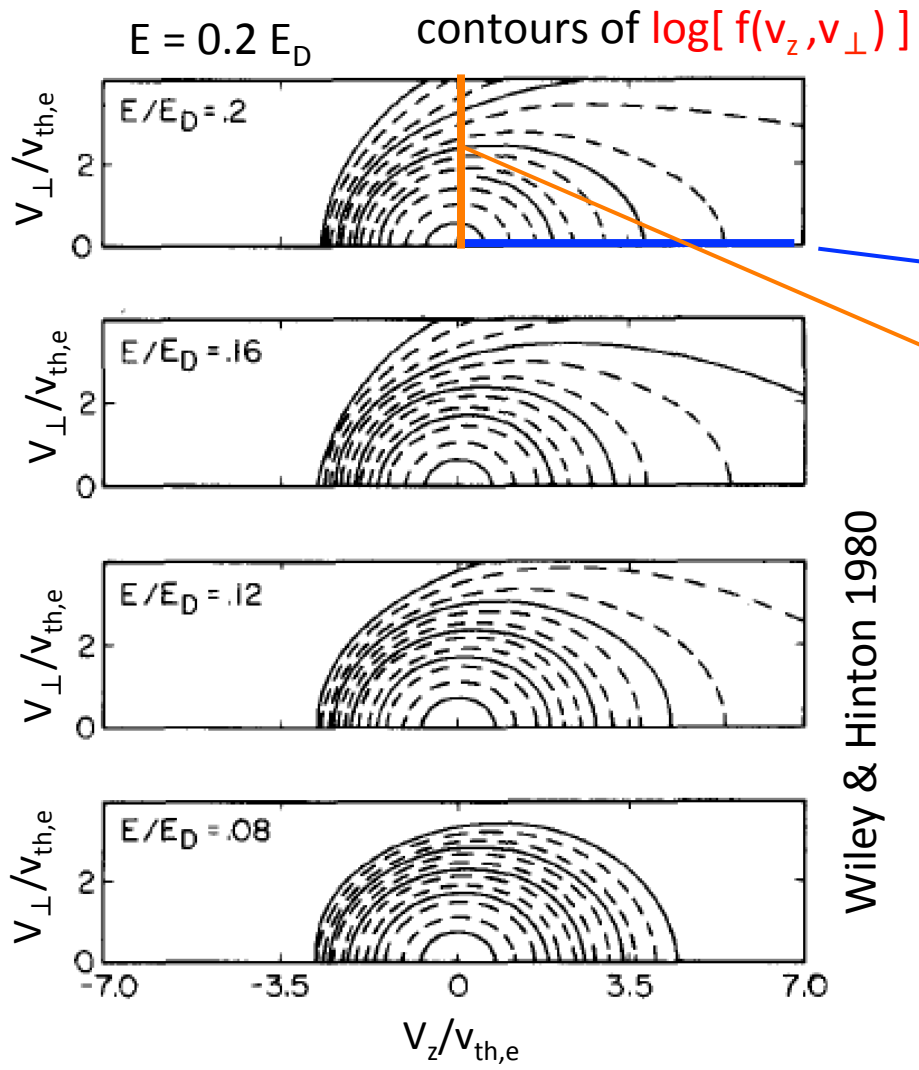 E = 0.2 E_D
contours of log[ f(v_z,v_⊥) ]
V_⊥/v_th,e
2
0
E/E_D=.2
V_⊥/v_th,e
2
0
E/E_D=.16
V_⊥/v_th,e
2
0
E/E_D=.12
V_⊥/v_th,e
2
0
E/E_D=.08
-7.0 -3.5 0 3.5 7.0
V_z/v_th,e
Wiley & Hinton 1980